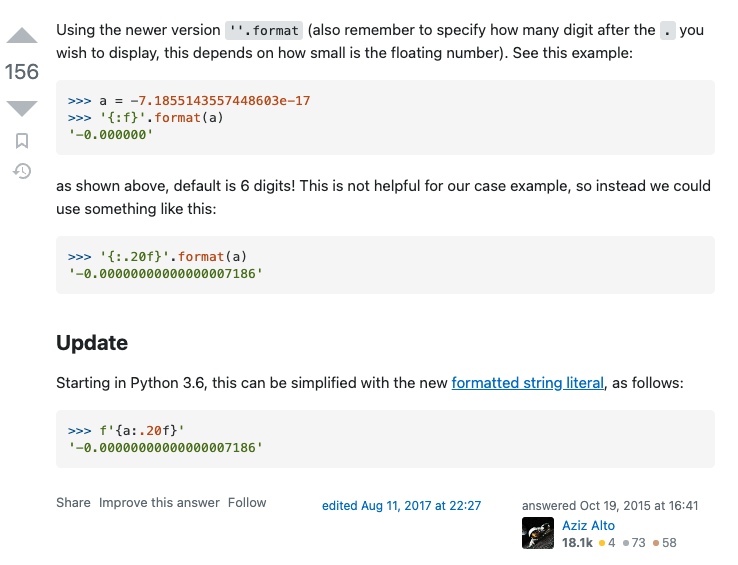 Using the newer version ''.format (also remember to specify how many digit after the . you
wish to display, this depends on how small is the floating number). See this example:
156
>>> a = -7.1855143557448603e-17
>>> '{:f}'.format(a)
'-0.000000'
as shown above, default is 6 digits! This is not helpful for our case example, so instead we could
use something like this:
>>> '{:.20f}'.format(a)
'-0.00000000000000007186'
Update
Starting in Python 3.6, this can be simplified with the new formatted string literal, as follows:
>>> f'{a:.20f}'
'-0.00000000000000007186'
Share Improve this answer Follow
edited Aug 11, 2017 at 22:27
answered Oct 19, 2015 at 16:41
Aziz Alto
18.1k 4 73 58